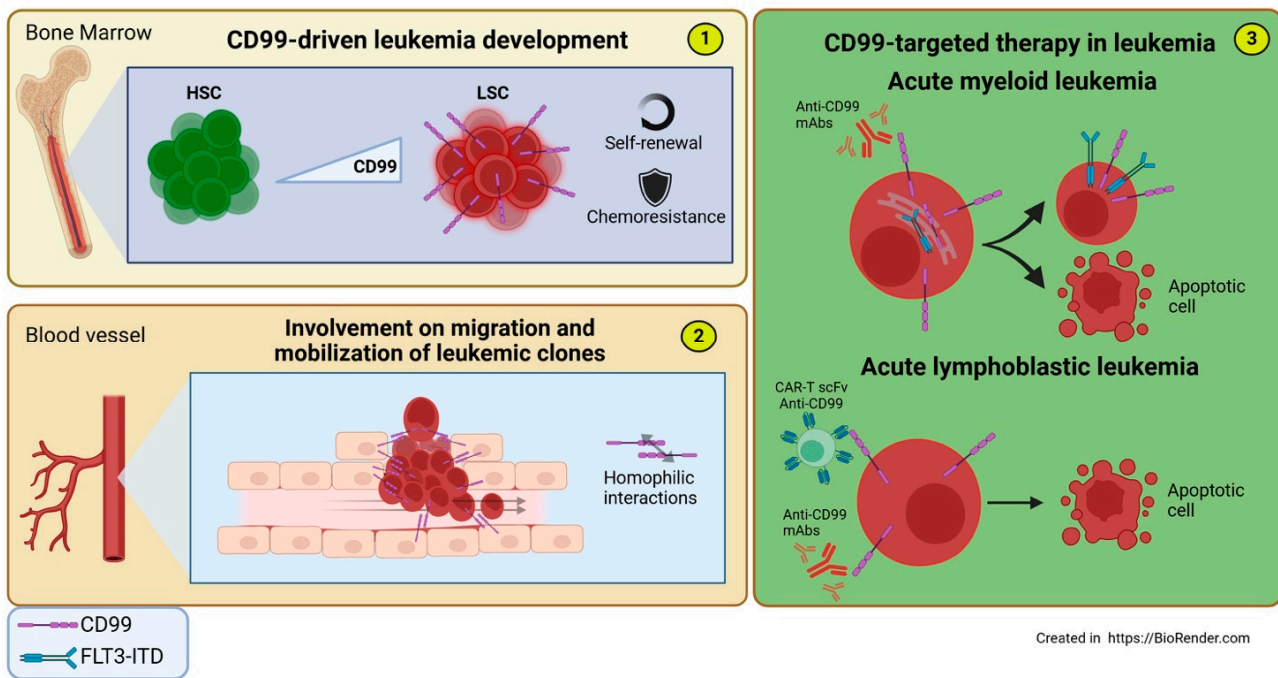 Bone Marrow
CD99-driven leukemia development
1
HSC
LSC
CD99
Self-renewal
Chemoresistance
Blood vessel
Involvement on migration and
mobilization of leukemic clones
2
Homophilic
interactions
CD99-targeted therapy in leukemia
3
Acute myeloid leukemia
Anti-CD99
mAbs
Apoptotic
cell
Acute lymphoblastic leukemia
CAR-T scFv
Anti-CD99
Anti-CD99
mAbs
Apoptotic
cell
CD99
FLT3-ITD
Created in https://BioRender.com